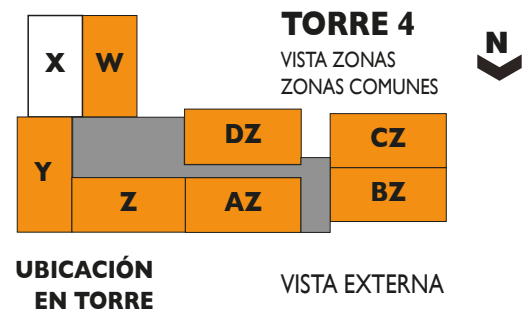 TORRE 4
VISTA ZONAS
ZONAS COMUNES
N
X
W
DZ
CZ
Y
Z
AZ
BZ
UBICACIÓN
EN TORRE
VISTA EXTERNA